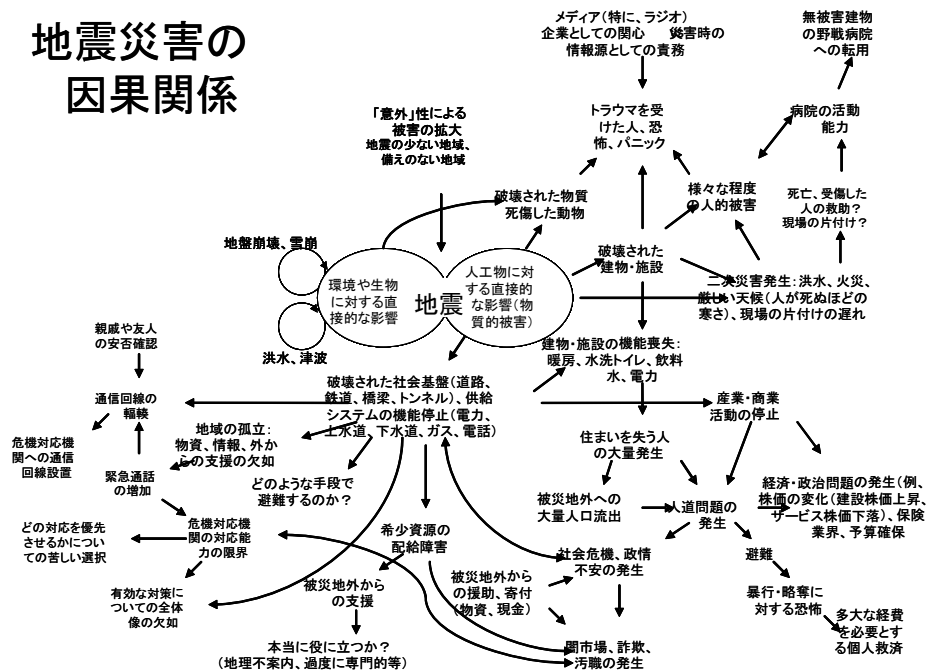 地震災害の
因果関係
メディア（特に、ラジオ）
企業としての関心　災害時の
情報源としての責務
無被害建物
の野戦病院
への転用
「意外」性による
被害の拡大
地震の少ない地域、
備えのない地域
トラウマを受
けた人、恐
怖、パニック
病院の活動
能力
破壊された物質
死傷した動物
様々な程度
の人的被害
死亡、受傷した
人の救助？
現場の片付け？
地盤崩壊、雪崩
環境や生物
に対する直
接的な影響
地震
人工物に対
する直接的
な影響（物
質的被害）
破壊された
建物・施設
二次災害発生：洪水、火災、
厳しい天候（人が死ぬほどの
寒さ）、現場の片付けの遅れ
洪水、津波
親戚や友人
の安否確認
建物・施設の機能喪失：
暖房、水洗トイレ、飲料
水、電力
破壊された社会基盤（道路、
鉄道、橋梁、トンネル）、供給
システムの機能停止（電力、
上水道、下水道、ガス、電話）
通信回線の
輻輳
産業・商業
活動の停止
危機対応機
関への通信
回線設置
地域の孤立：
物資、情報、外か
らの支援の欠如
緊急通話
の増加
どのような手段で
避難するのか？
住まいを失う人
の大量発生
経済・政治問題の発生（例、
株価の変化（建設株価上昇、
サービス株価下落）、保険
業界、予算確保
被災地外への
大量人口流出
人道問題の
発生
どの対応を優先
させるかについ
ての苦しい選択
危機対応機
関の対応能
力の限界
希少資源の
配給障害
社会危機、政情
不安の発生
避難
有効な対策に
ついての全体
像の欠如
被災地外から
の支援
被災地外から
の援助、寄付
（物資、現金）
暴行・略奪に
対する恐怖
多大な経費
を必要とす
る個人救済
本当に役に立つか？
（地理不案内、過度に専門的等）
闇市場、詐欺、
汚職の発生